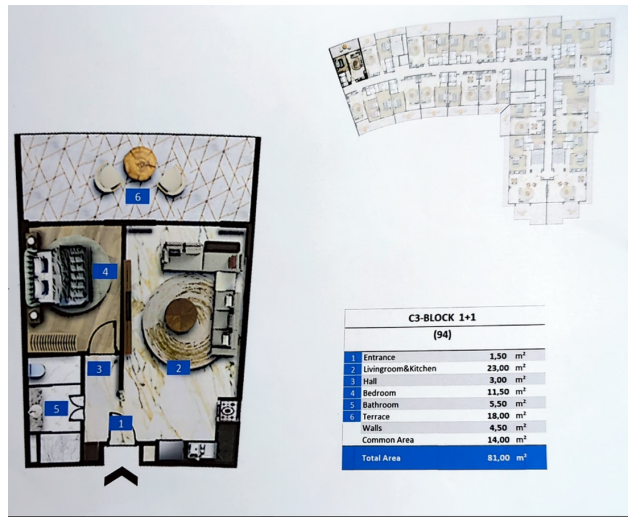 6
4
3
2
5
1
C3-BLOCK 1+1
(94)
1 Entrance 1,50 m²
2 Livingroom&Kitchen 23,00 m²
3 Hall 3,00 m²
4 Bedroom 11,50 m²
5 Bathroom 5,50 m²
6 Terrace 18,00 m²
Walls 4,50 m²
Common Area 14,00 m²
Total Area 81,00 m²